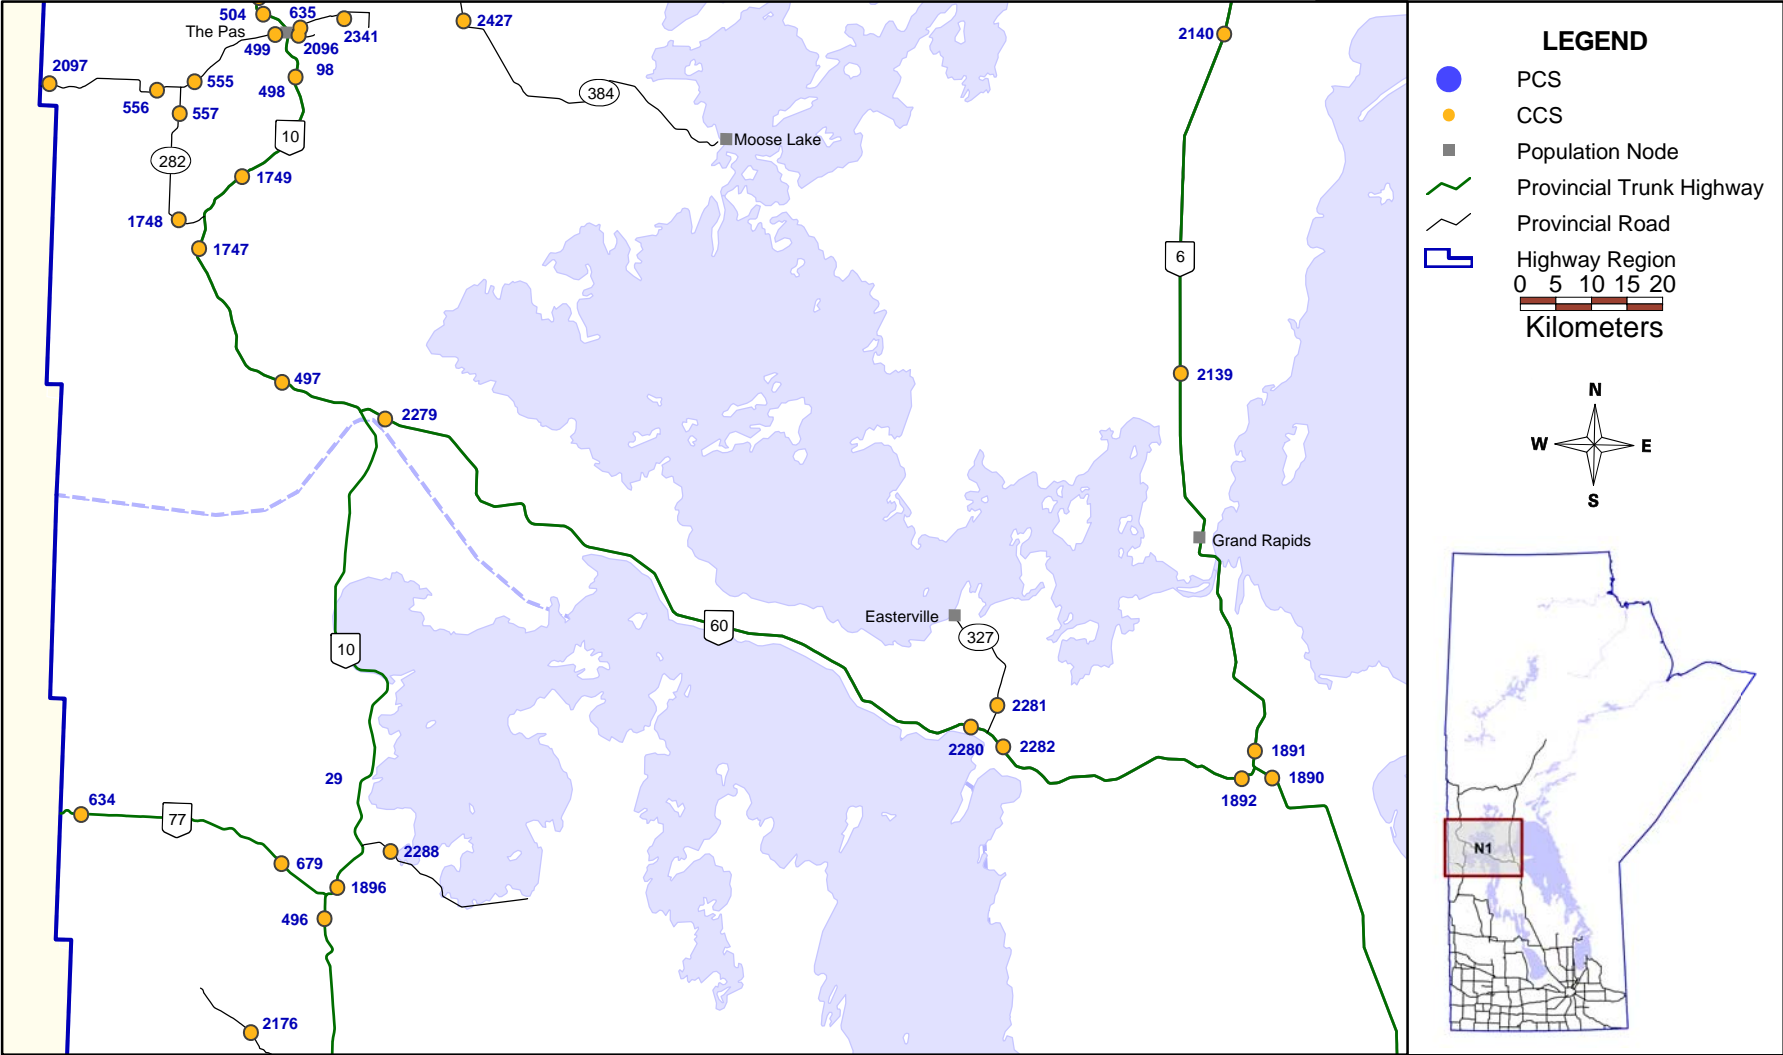 504
635
The Pas
499
2096
2341
98
498
2427
2140
2097
555
556
557
384
10
Moose Lake
282
1749
1748
1747
6
497
2279
2139
Grand Rapids
Easterville
327
60
10
2281
2280
2282
1891
1890
1892
29
634
77
679
2288
1896
496
2176
LEGEND
PCS
CCS
Population Node
Provincial Trunk Highway
Provincial Road
Highway Region
0 5 10 15 20
Kilometers
N
W E
S
N1